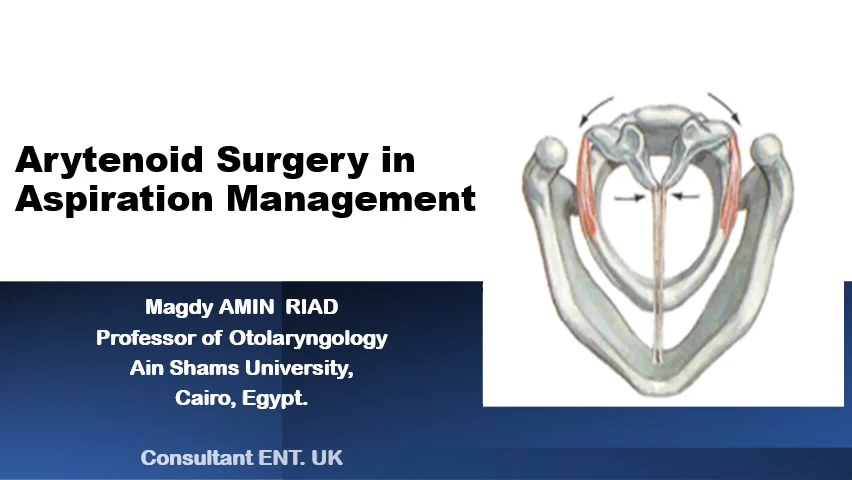 Arytenoid Surgery in
Aspiration Management
Magdy AMIN RIAD
Professor of Otolaryngology
Ain Shams University,
Cairo, Egypt.
Consultant ENT. UK